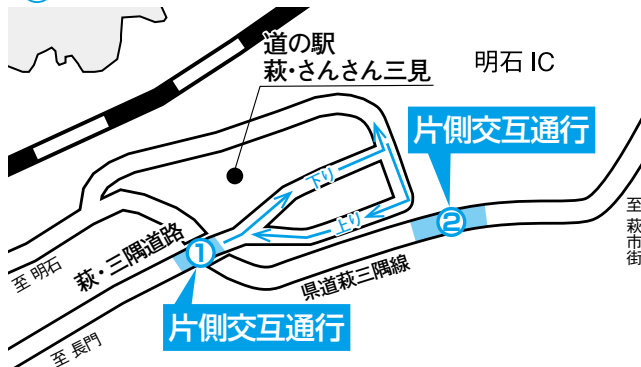 道の駅
萩・さんさん三見
明石 IC
片側交互通行
下り
上り
②
至 萩市街
①
萩・三隅道路
至 明石
県道萩三隅線
片側交互通行
至 長門